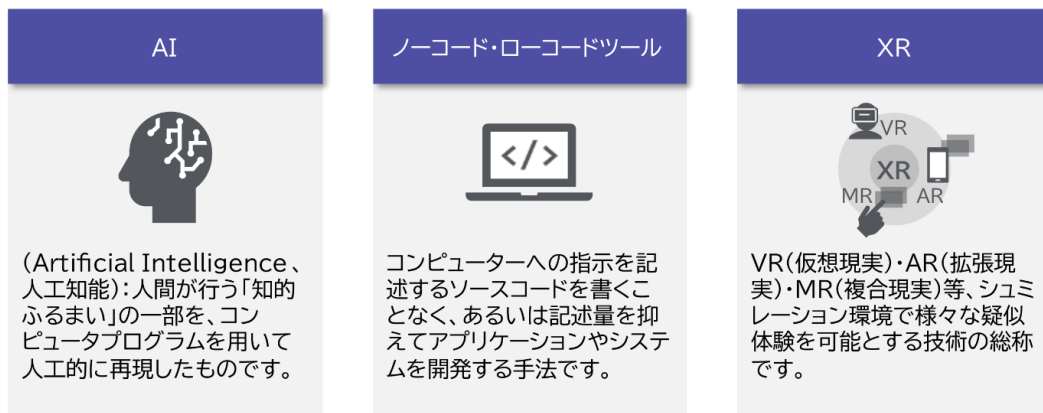 AI
(Artificial Intelligence、
人工知能):人間が行う「知的
ふるまい」の一部を、コン
ピュータプログラムを用いて
人工的に再現したものです。
ノーコード・ローコードツール
</>
コンピューターへの指示を記
述するソースコードを書くこ
となく、あるいは記述量を抑
えてアプリケーションやシステ
ムを開発する手法です。
XR
VR
XR
MR
AR
VR(仮想現実)・AR(拡張現
実)・MR(複合現実)等、シュミ
レーション環境で様々な疑似
体験を可能とする技術の総称
です。